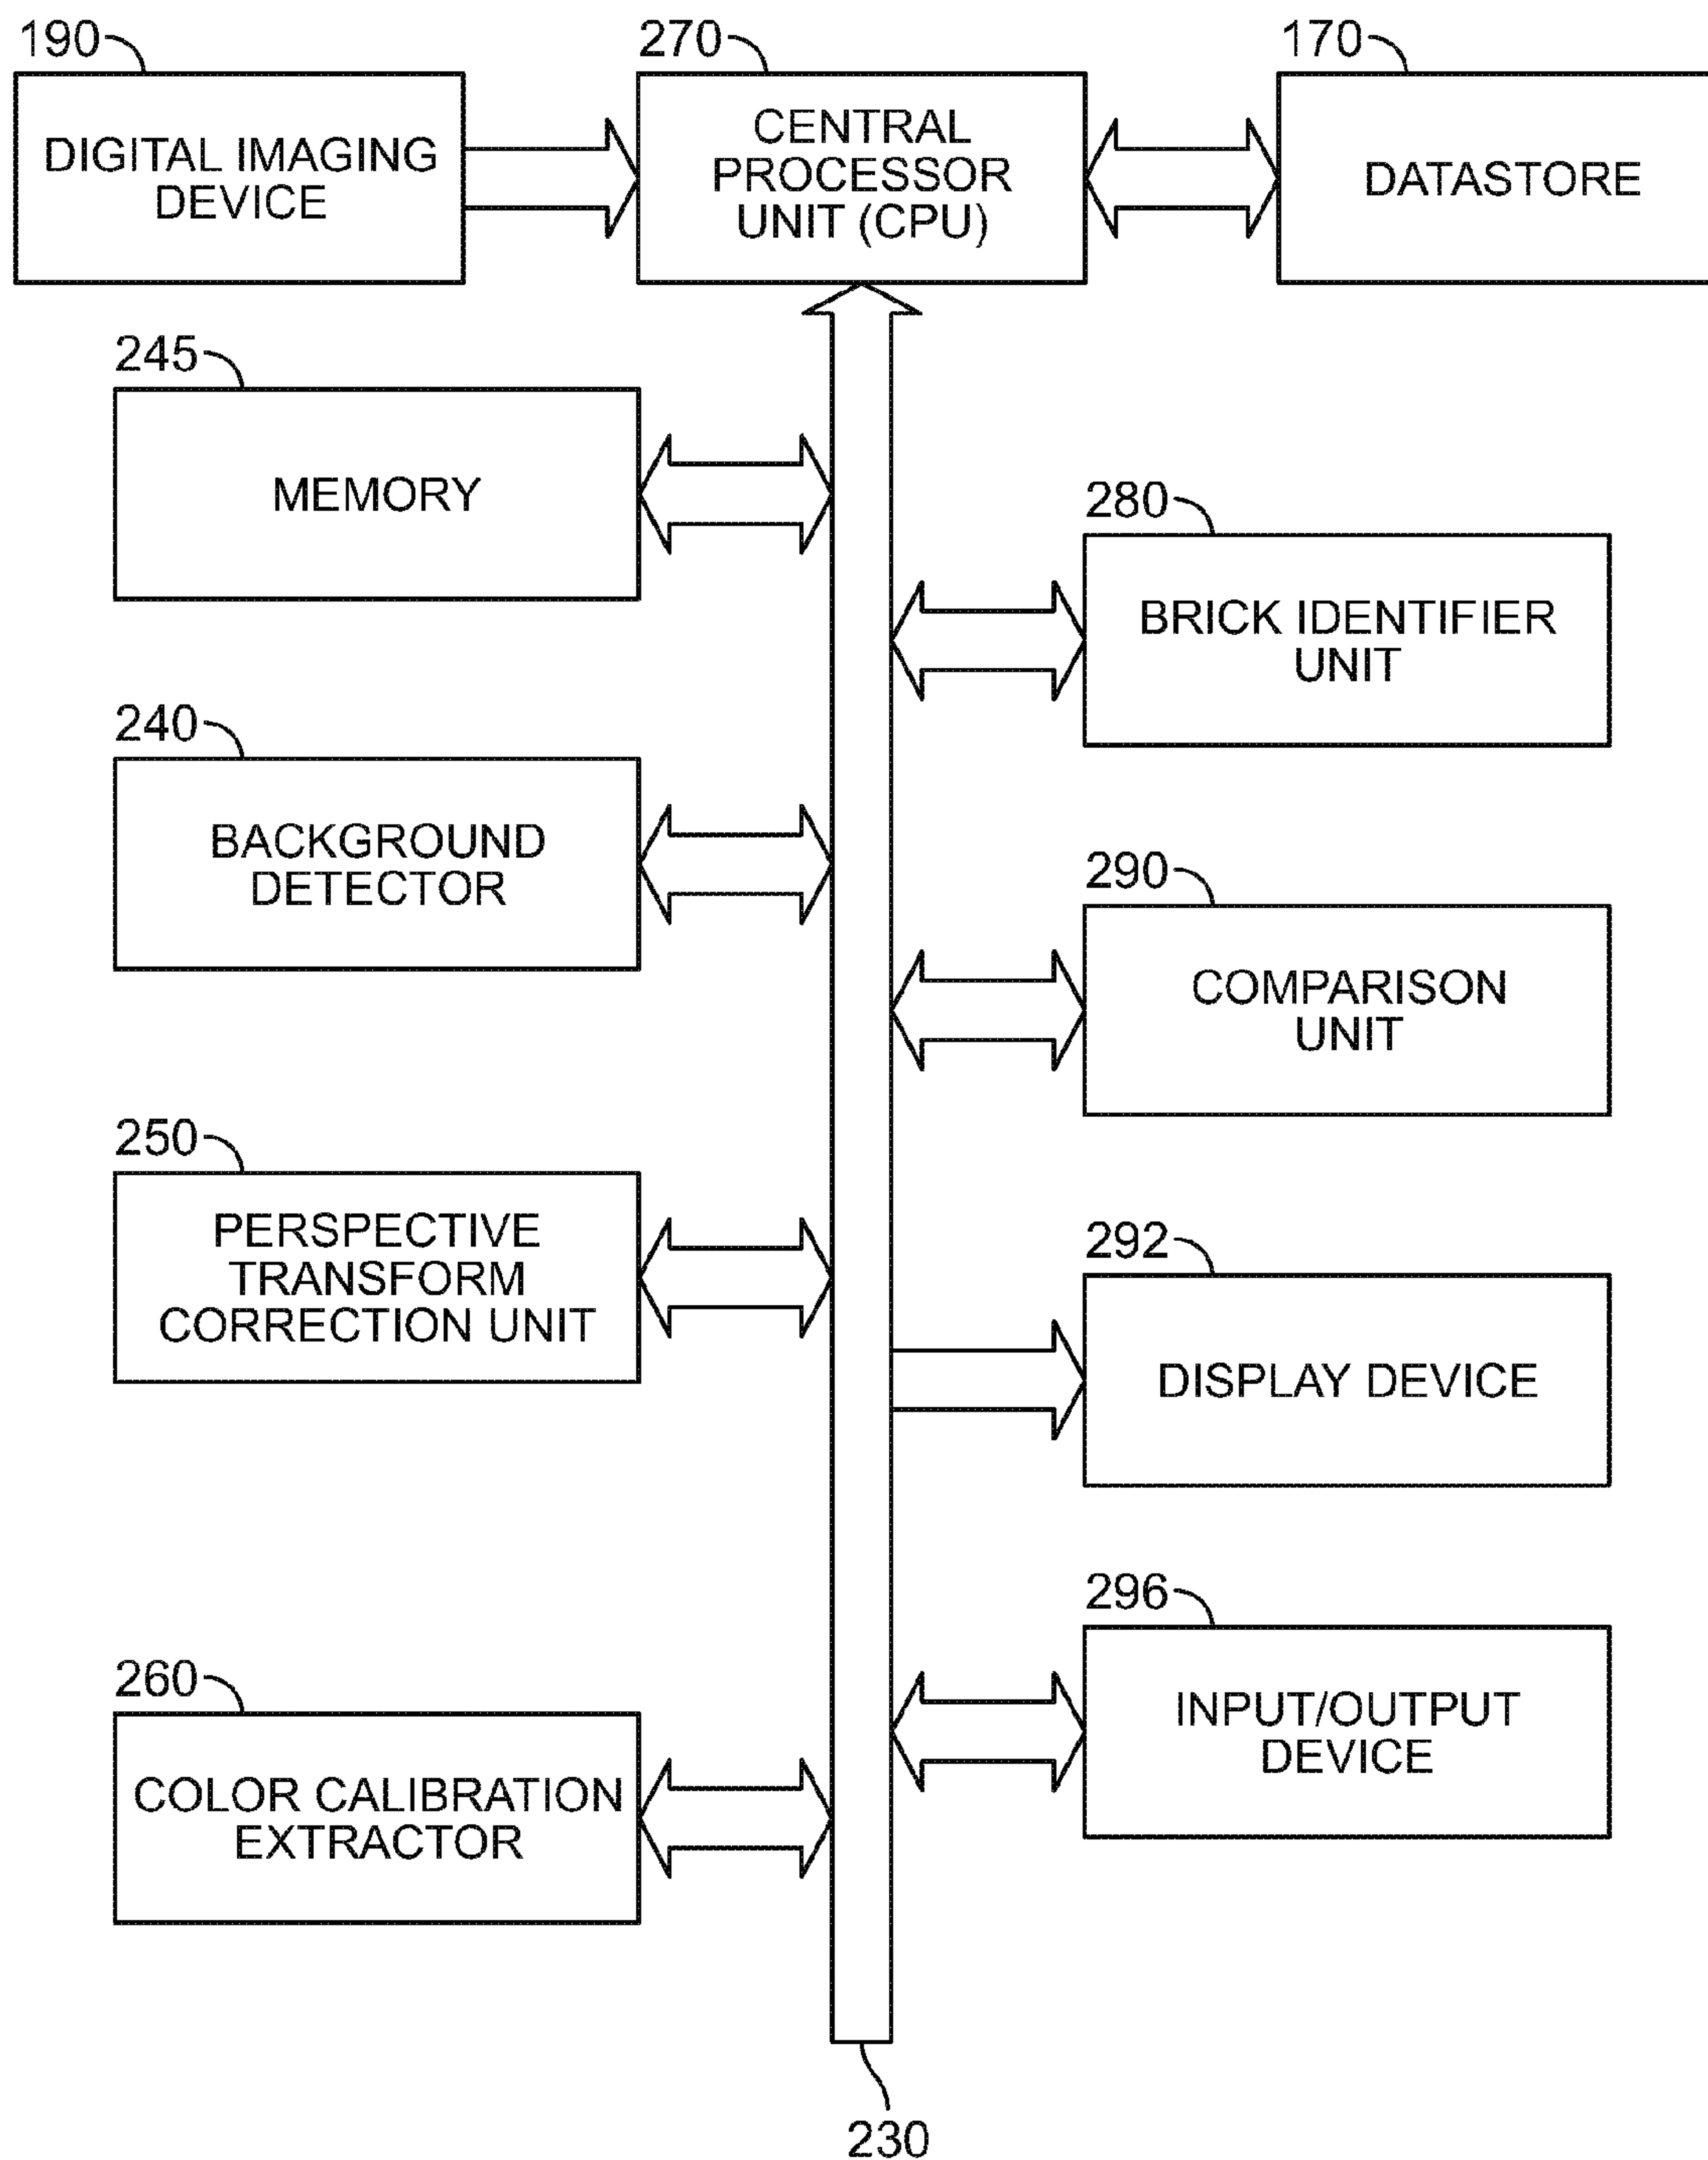 190
270
170
DIGITAL IMAGING
DEVICE
CENTRAL
PROCESSOR
UNIT (CPU)
DATASTORE
245
MEMORY
280
BRICK IDENTIFIER
UNIT
240
BACKGROUND
DETECTOR
290
COMPARISON
UNIT
250
PERSPECTIVE
TRANSFORM
CORRECTION UNIT
292
DISPLAY DEVICE
296
INPUT/OUTPUT
DEVICE
260
COLOR CALIBRATION
EXTRACTOR
230